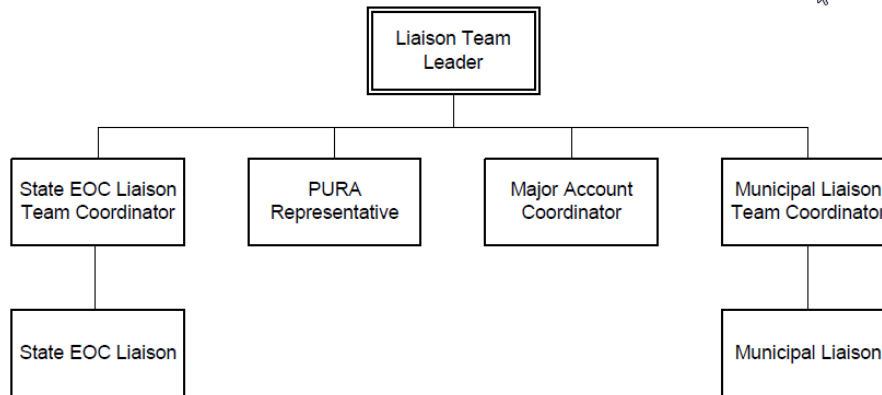 Liaison Team
Leader
State EOC Liaison
Team Coordinator
PURA
Representative
Major Account
Coordinator
Municipal Liaison
Team Coordinator
State EOC Liaison
Municipal Liaison